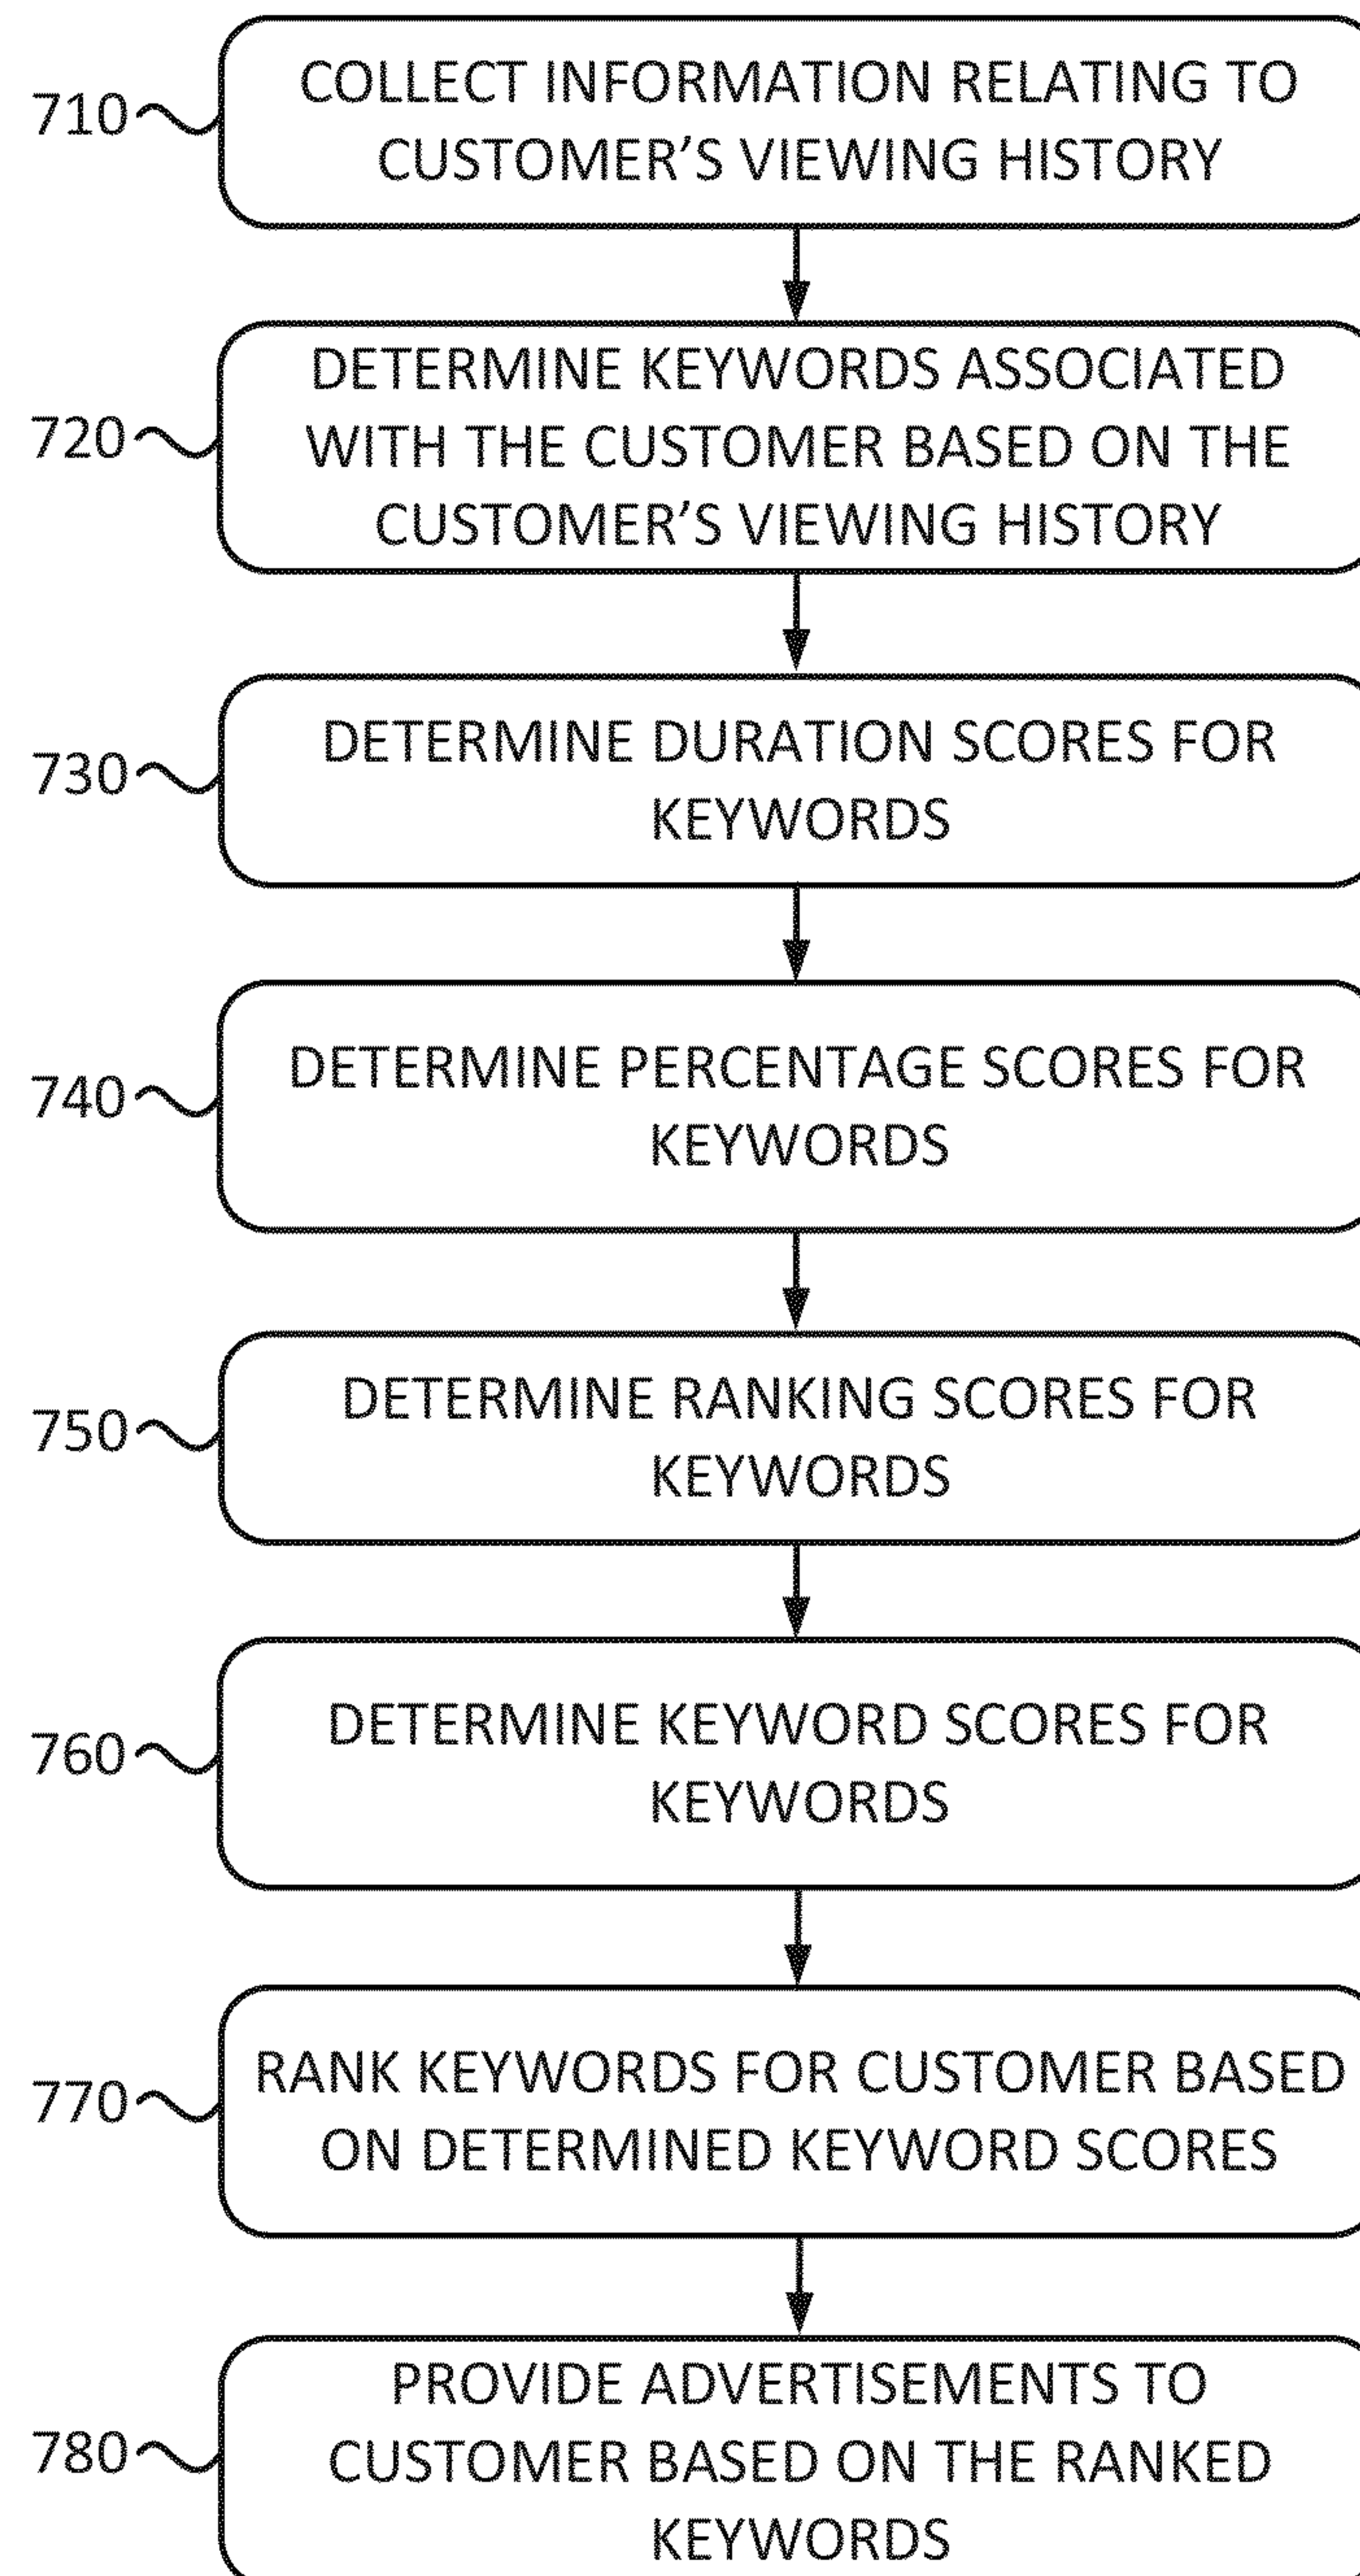 710
COLLECT INFORMATION RELATING TO
CUSTOMER'S VIEWING HISTORY
720
DETERMINE KEYWORDS ASSOCIATED
WITH THE CUSTOMER BASED ON THE
CUSTOMER'S VIEWING HISTORY
730
DETERMINE DURATION SCORES FOR
KEYWORDS
740
DETERMINE PERCENTAGE SCORES FOR
KEYWORDS
750
DETERMINE RANKING SCORES FOR
KEYWORDS
760
DETERMINE KEYWORD SCORES FOR
KEYWORDS
770
RANK KEYWORDS FOR CUSTOMER BASED
ON DETERMINED KEYWORD SCORES
780
PROVIDE ADVERTISEMENTS TO
CUSTOMER BASED ON THE RANKED
KEYWORDS